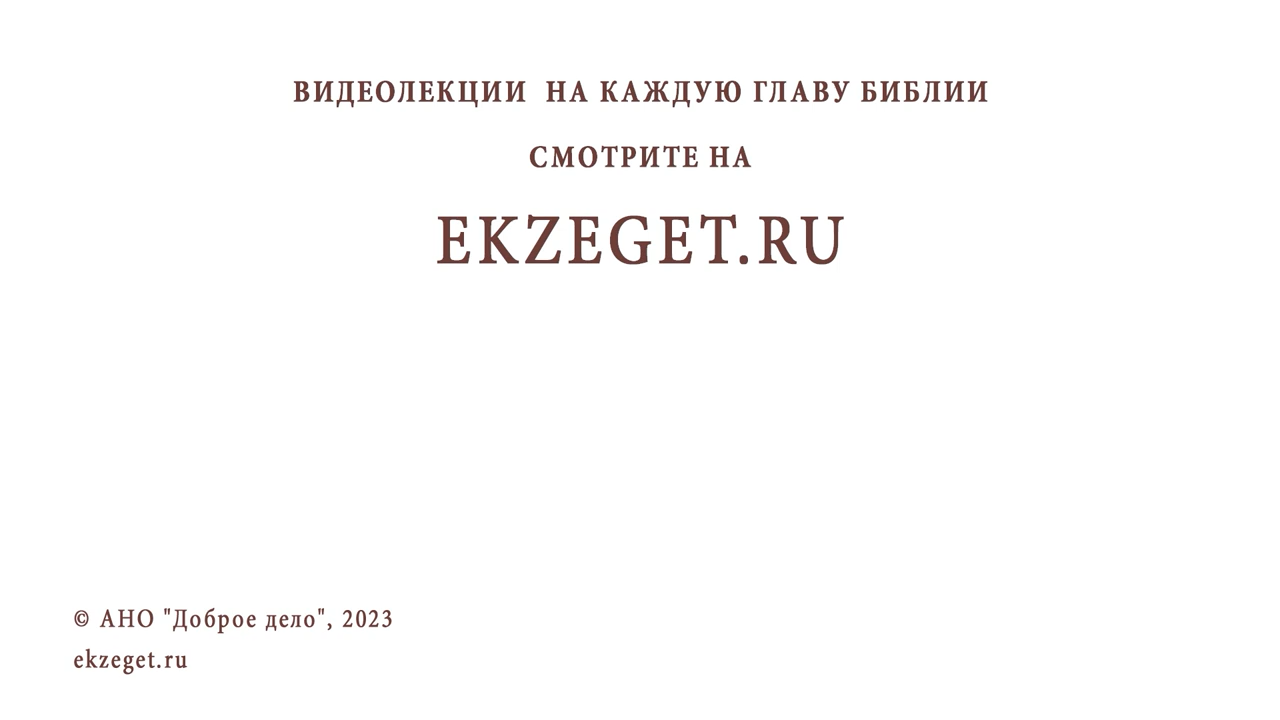 ВИДЕОЛЕКЦИИ НА КАЖДУЮ ГЛАВУ БИБЛИИ
СМОТРИТЕ НА
EKZEGET.RU
© АНО "Доброе дело", 2023
ekzeget.ru